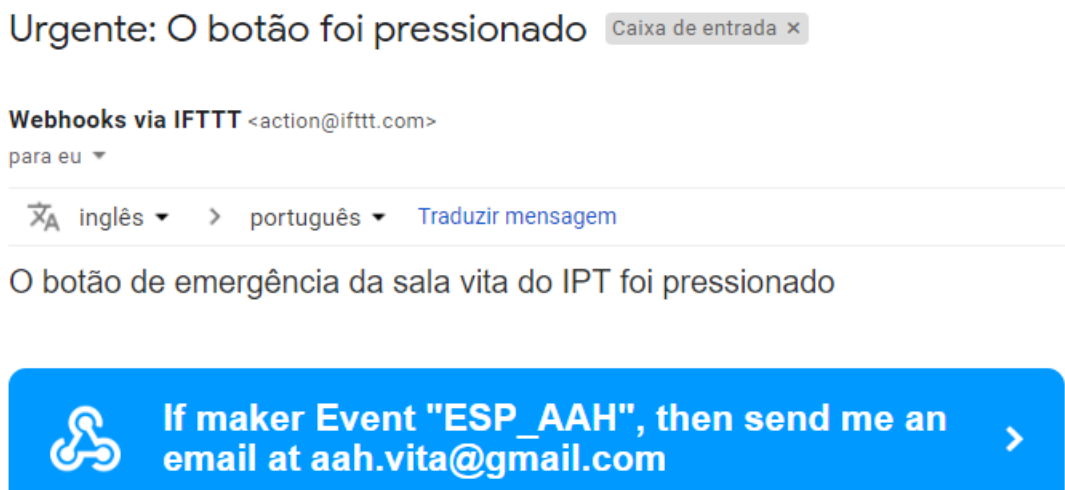 Urgente: O botão foi pressionado Caixa de entrada ×
Webhooks via IFTTT <action@ifttt.com>
para eu
inglês > português Traduzir mensagem
O botão de emergência da sala vita do IPT foi pressionado
If maker Event "ESP_AAH", then send me an
email at aah.vita@gmail.com